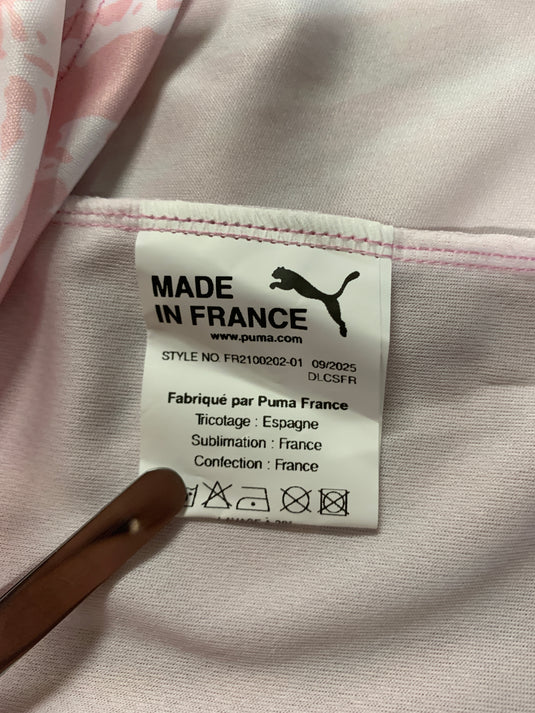 MADE
IN FRANCE
www.puma.com
STYLE NO. FR2100202-01 09/2025
DLCSFR
Fabriqué par Puma France
Tricotage : Espagne
Sublimation : France
Confection : France